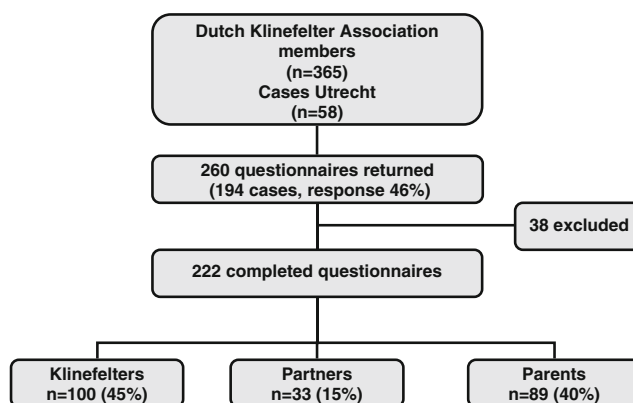 Dutch Klinefelter Association
members
(n=365)
Cases Utrecht
(n=58)
260 questionnaires returned
(194 cases, response 46%)
38 excluded
222 completed questionnaires
Klinefelters
n=100 (45%)
Partners
n=33 (15%)
Parents
n=89 (40%)